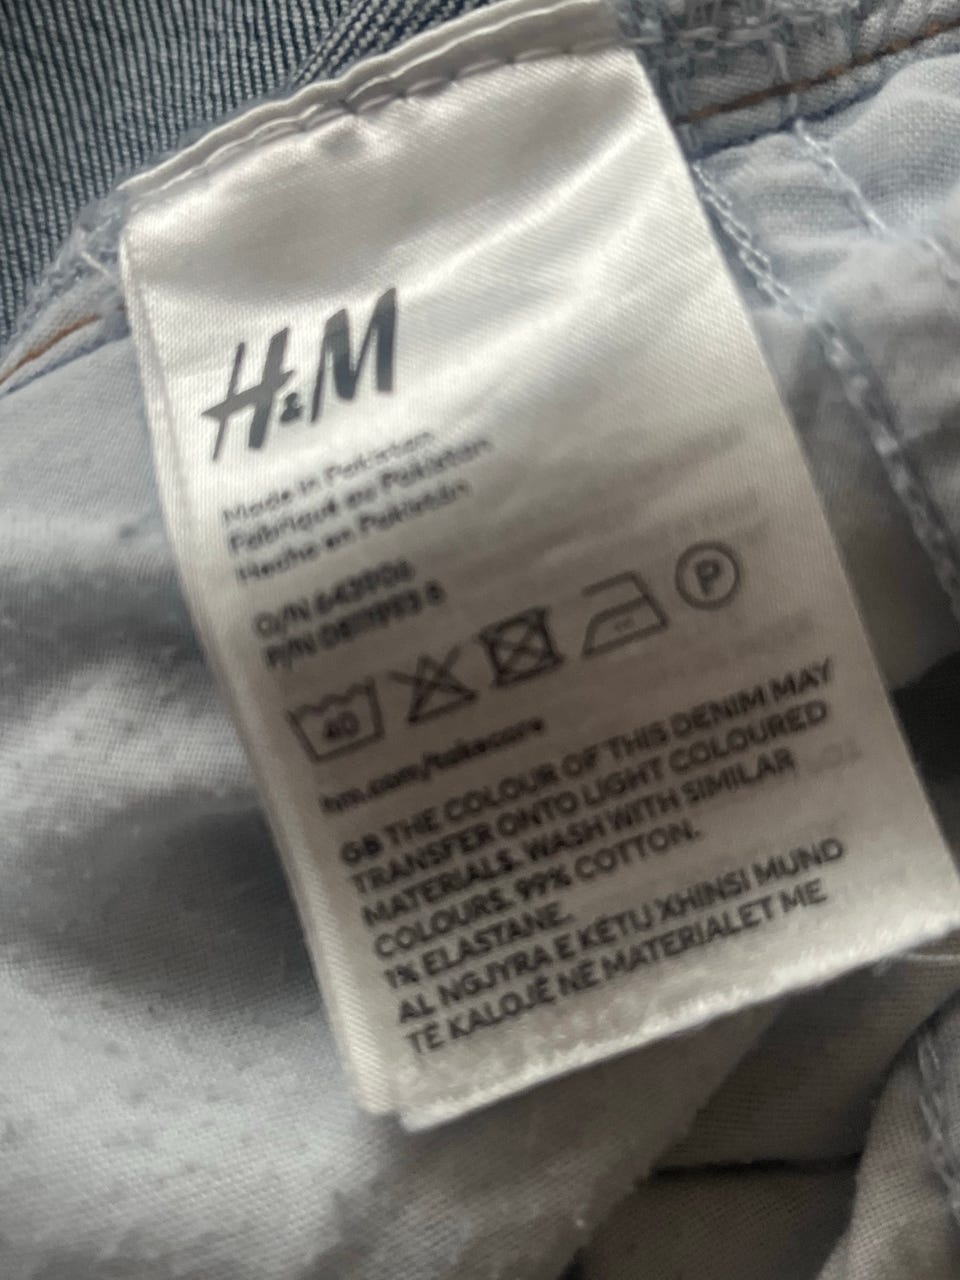 H&M
Made in Pakistan
Fabriqué au Pakistan
Hecho en Pakistán
O/N
P/N
40
P
hm.com/takecare
GB THE COLOUR OF THIS DENIM MAY
TRANSFER ONTO LIGHT COLOURED
MATERIALS. WASH WITH SIMILAR
COLOURS. 99% COTTON.
1% ELASTANE.
AL NGJYRA E KËTIJ XHINSI MUND
TË KALOJË NË MATERIALET ME